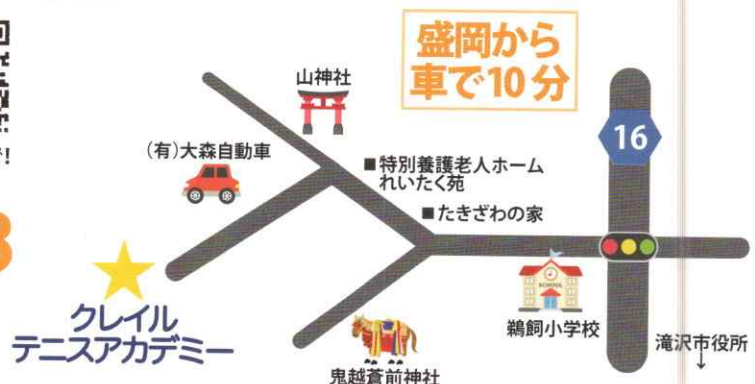 盛岡から
車で10分
山神社
16
(有)大森自動車
■特別養護老人ホーム
れいたく苑
■たきざわの家
SCHOOL
クレイル
テニスアカデミー
鵜飼小学校
滝沢市役所
↓
鬼越蒼前神社